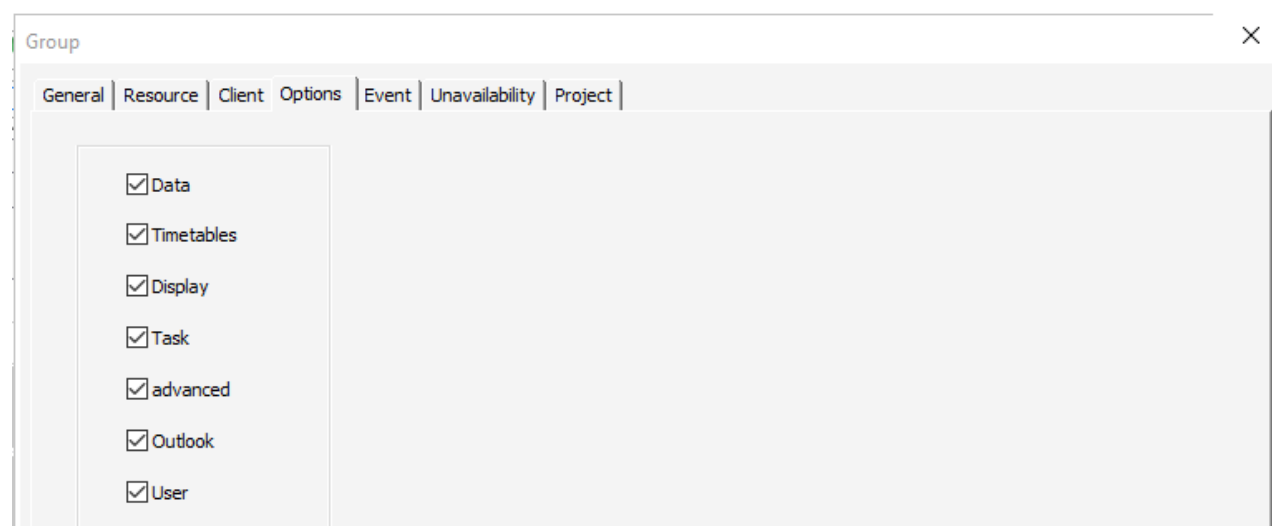 Group
General Resource Client Options Event Unavailability Project
Data
Timetables
Display
Task
advanced
Outlook
User